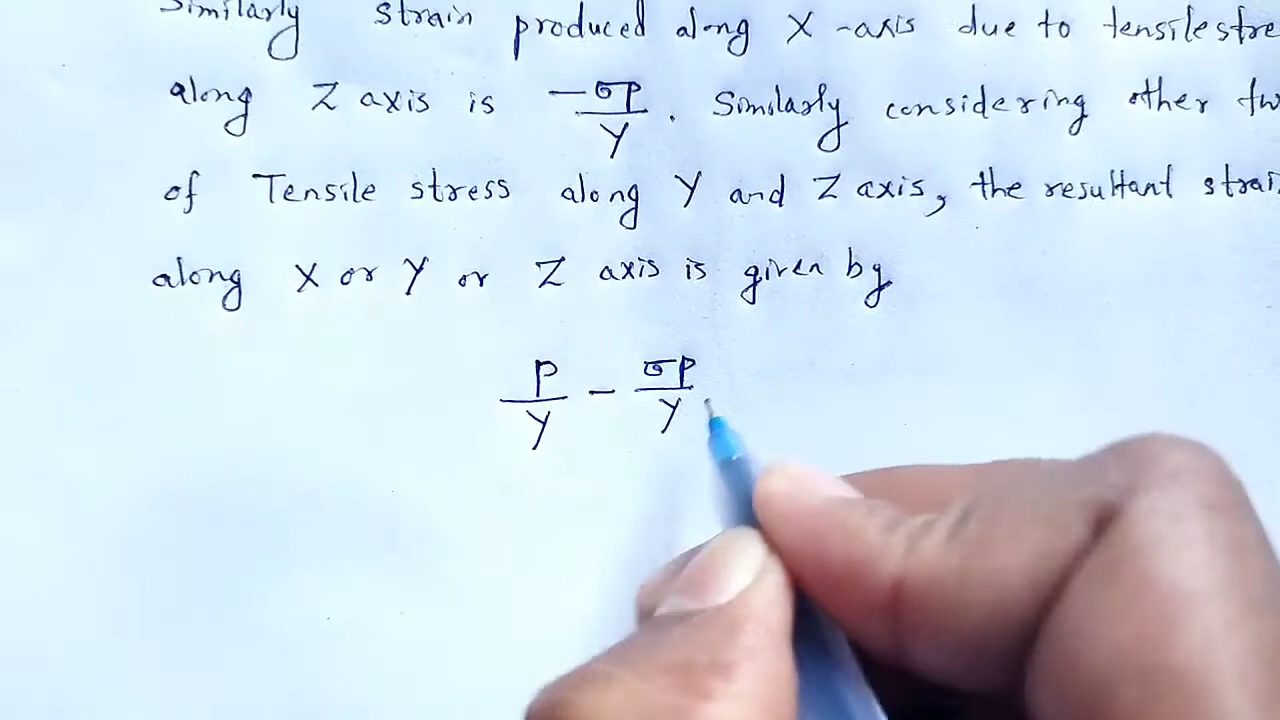 Similarly strain produced along X-axis due to tensile stre
along Z axis is -σP/Y. Similarly considering other tw
of Tensile stress along Y and Z axis, the resultant strai
along X or Y or Z axis is given by
P/Y - σP/Y